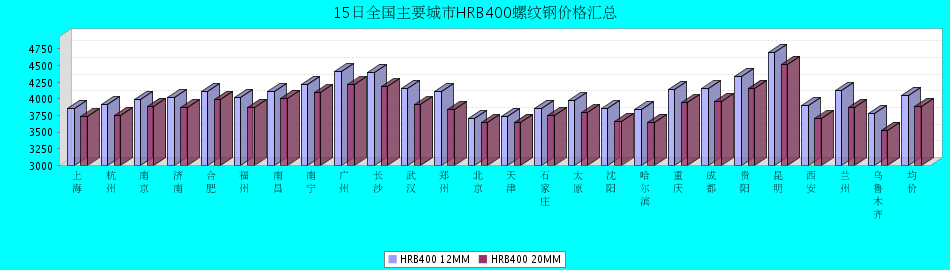 15日全国主要城市HRB400螺纹钢价格汇总
4750
4500
4250
4000
3750
3500
3250
3000
上海
杭州
南京
济南
合肥
福州
南昌
南宁
广州
长沙
武汉
郑州
北京
天津
石家庄
太原
沈阳
哈尔滨
重庆
成都
贵阳
昆明
西安
兰州
乌鲁木齐
均价
HRB400 12MM HRB400 20MM